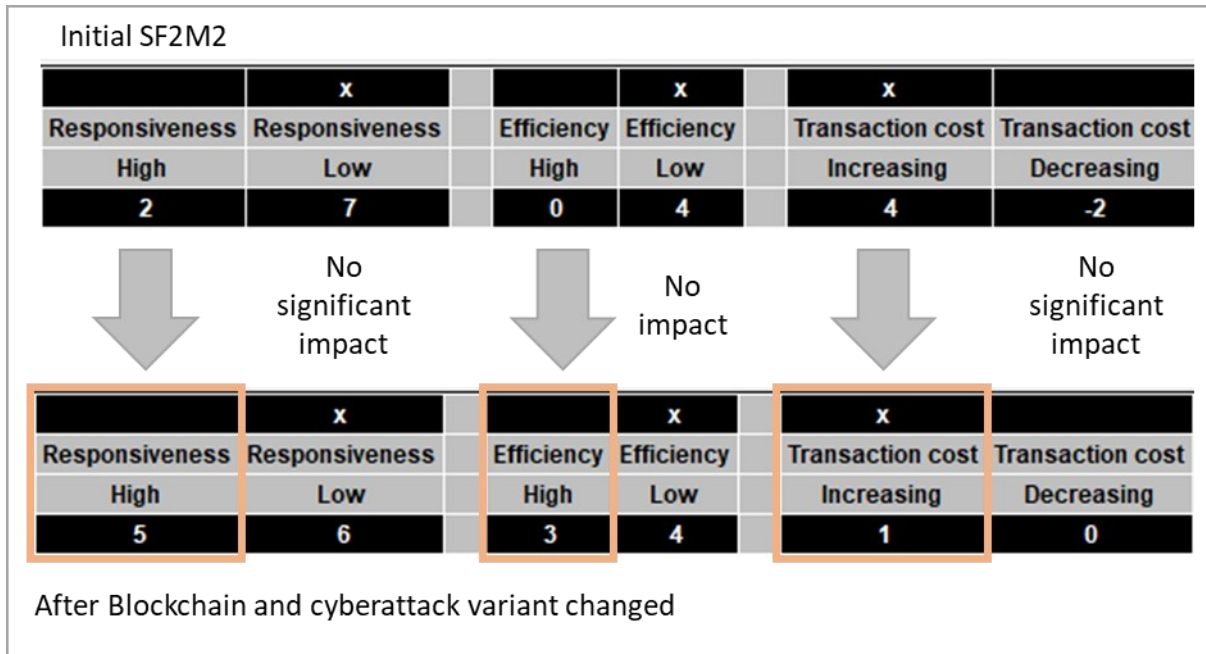 Initial SF2M2
x x x
Responsiveness Responsiveness Efficiency Efficiency Transaction cost Transaction cost
High Low High Low Increasing Decreasing
2 7 0 4 4 -2
No
significant
impact
No
impact
No
significant
impact
x x x
Responsiveness Responsiveness Efficiency Efficiency Transaction cost Transaction cost
High Low High Low Increasing Decreasing
5 6 3 4 1 0
After Blockchain and cyberattack variant changed